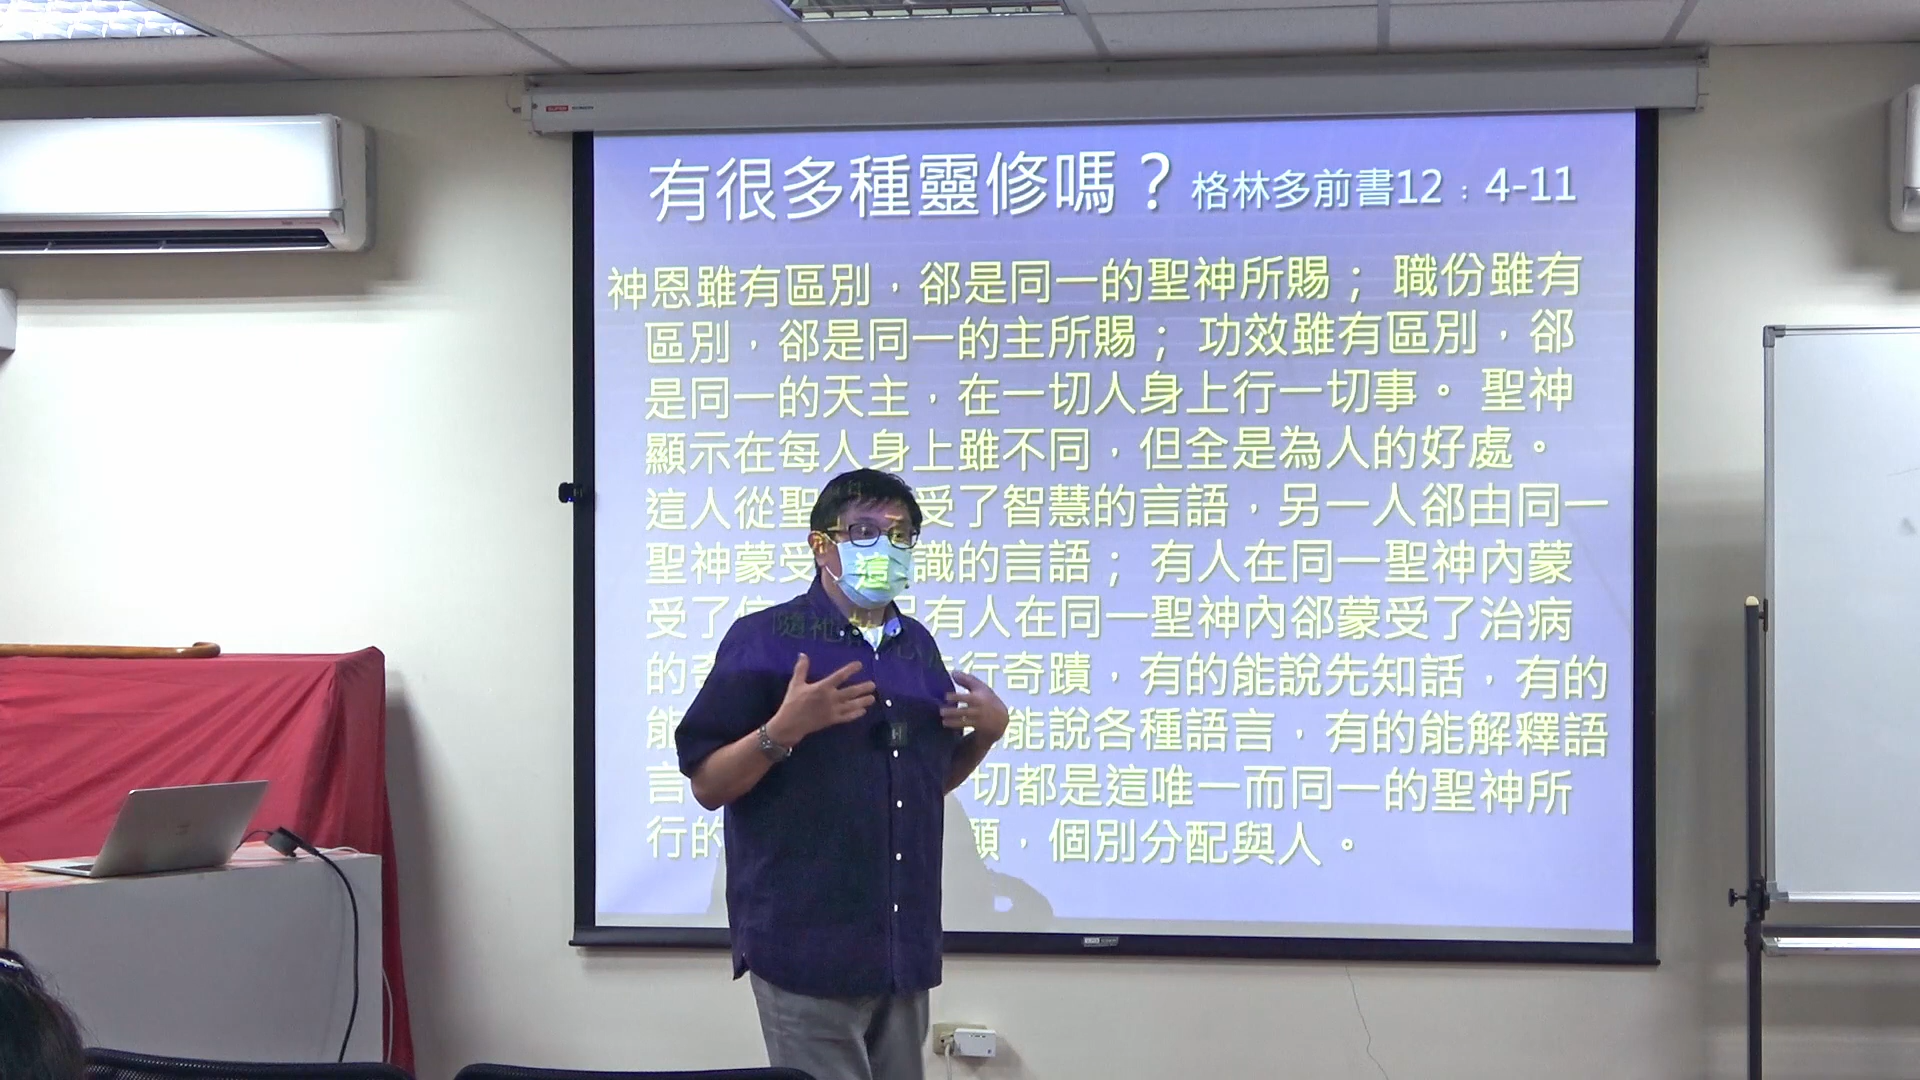 有很多種靈修嗎？格林多前書12：4-11
神恩雖有區別，卻是同一的聖神所賜； 職份雖有
區別，卻是同一的主所賜； 功效雖有區別，卻
是同一的天主，在一切人身上行一切事。 聖神
顯示在每人身上雖不同，但全是為人的好處。
這人從聖 受了智慧的言語，另一人卻由同一
聖神蒙受 這 識的言語； 有人在同一聖神內蒙
受了 有人在同一聖神內卻蒙受了治病
的 行奇蹟，有的能說先知話，有的
能 能說各種語言，有的能解釋語
言 切都是這唯一而同一的聖神所
行的 願，個別分配與人。
隨祂 心